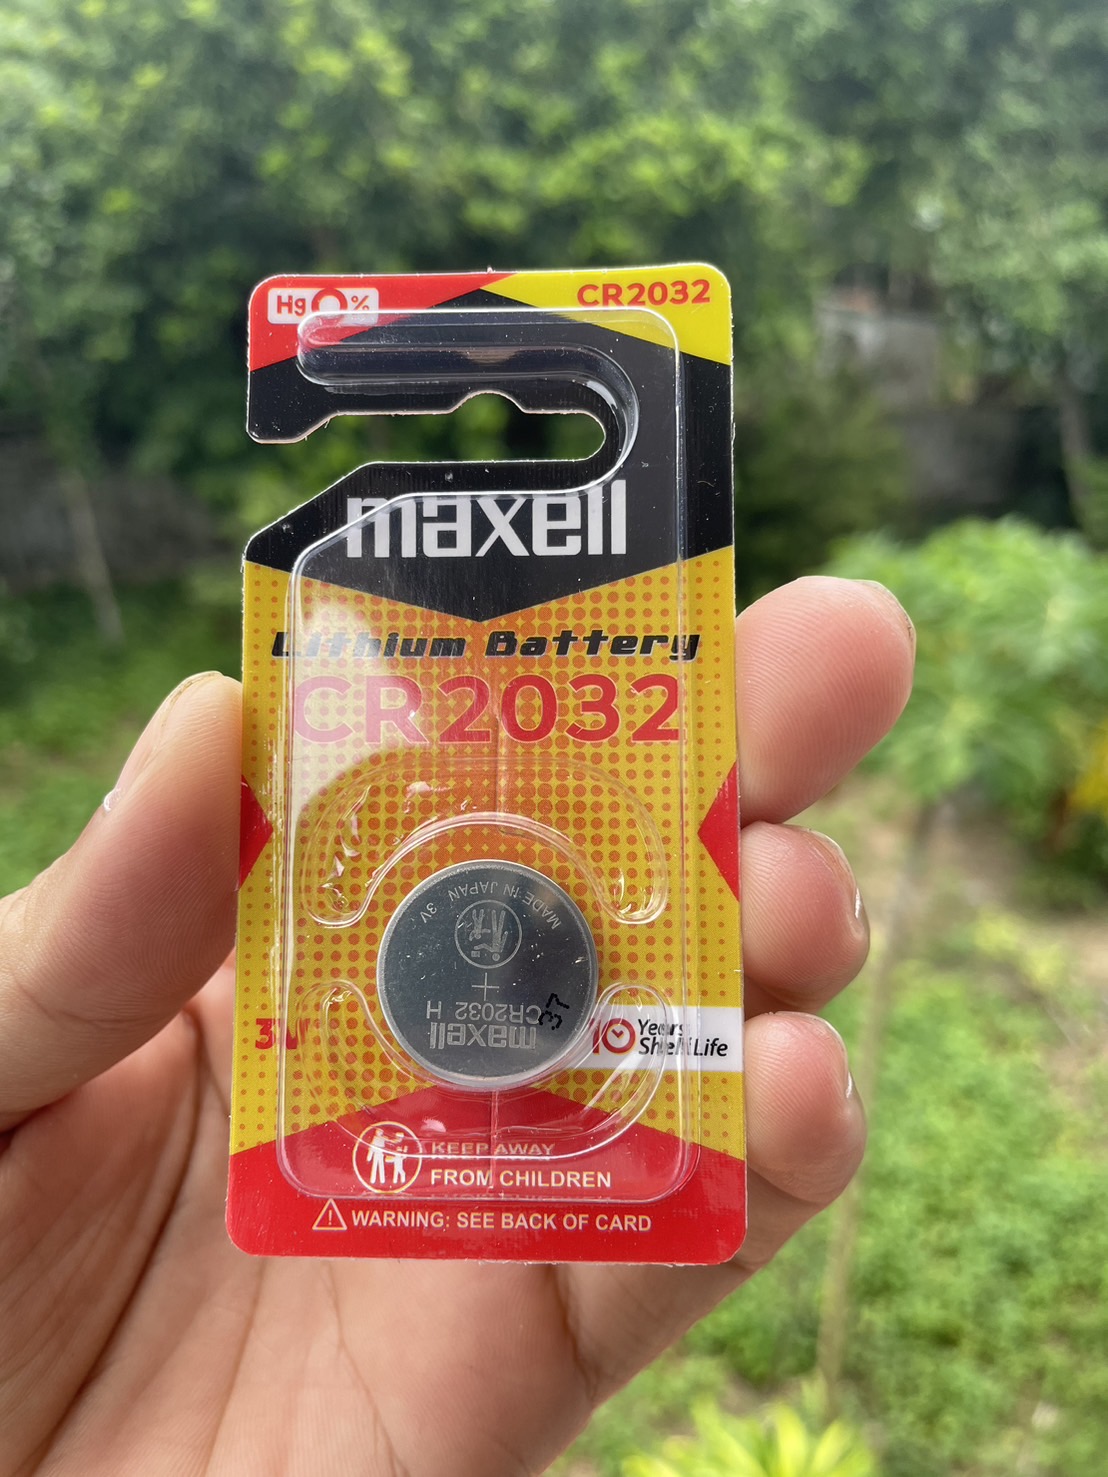 Hg 0%
CR2032
maxell
Lithium Battery
CR2032
MADE IN JAPAN 3V
+
CR2032 H
maxell
37
3V
10 Years
Shelf Life
KEEP AWAY
FROM CHILDREN
WARNING: SEE BACK OF CARD